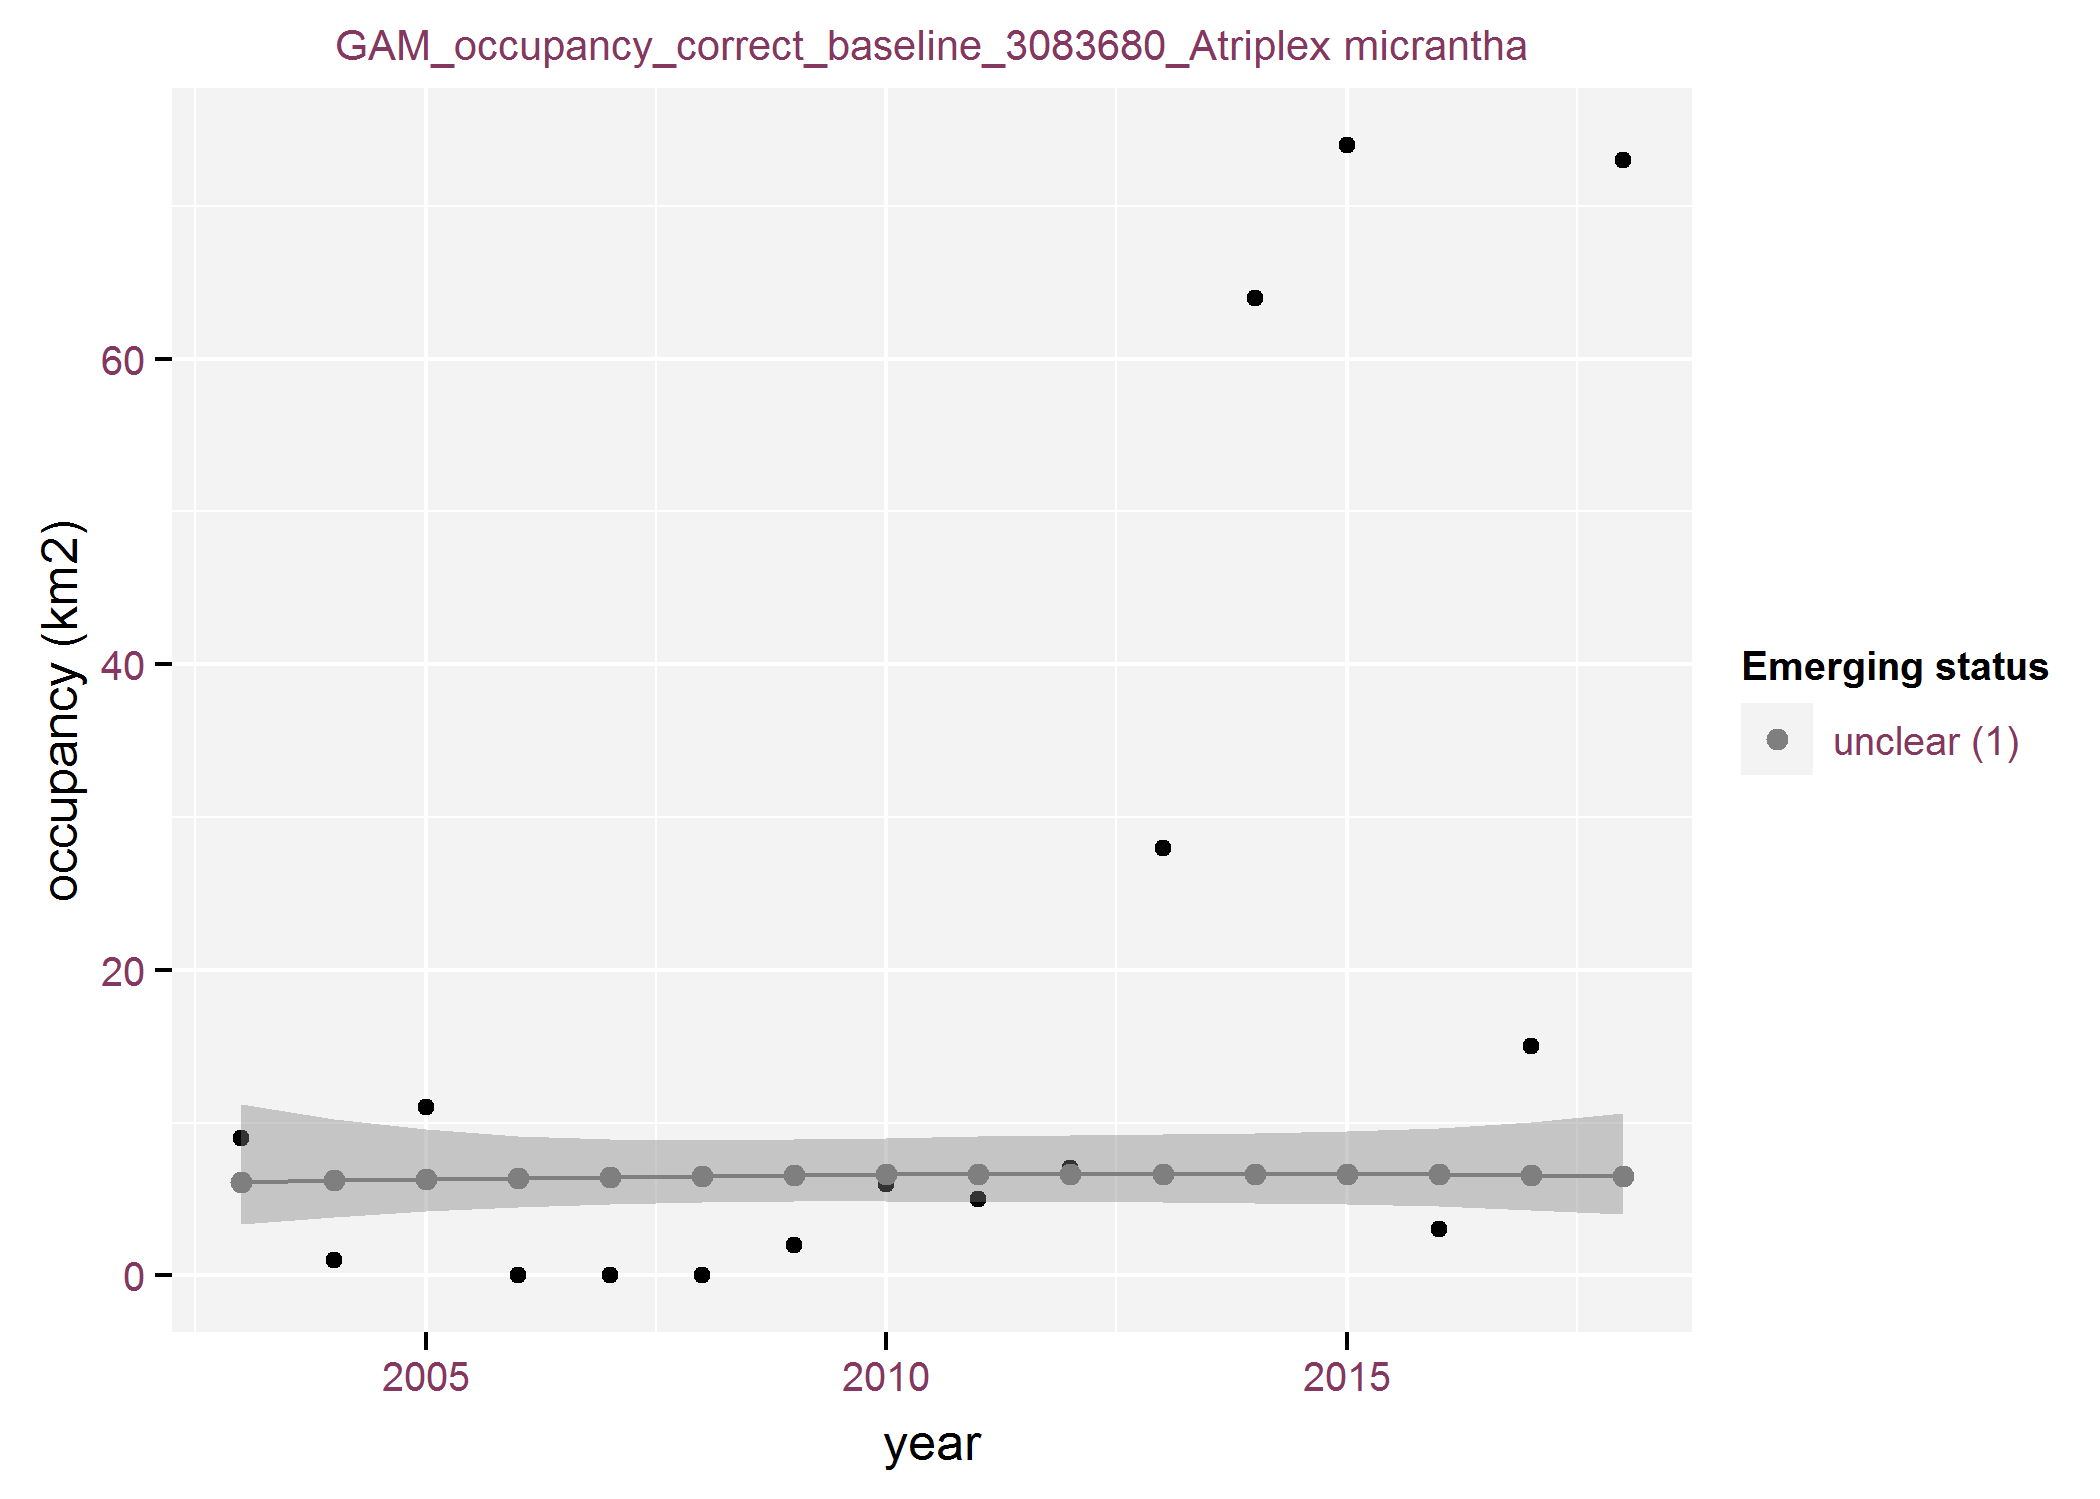 GAM_occupancy_correct_baseline_3083680_Atriplex micrantha
occupancy (km2)
60
40
20
0
2005
2010
2015
year
Emerging status
unclear (1)